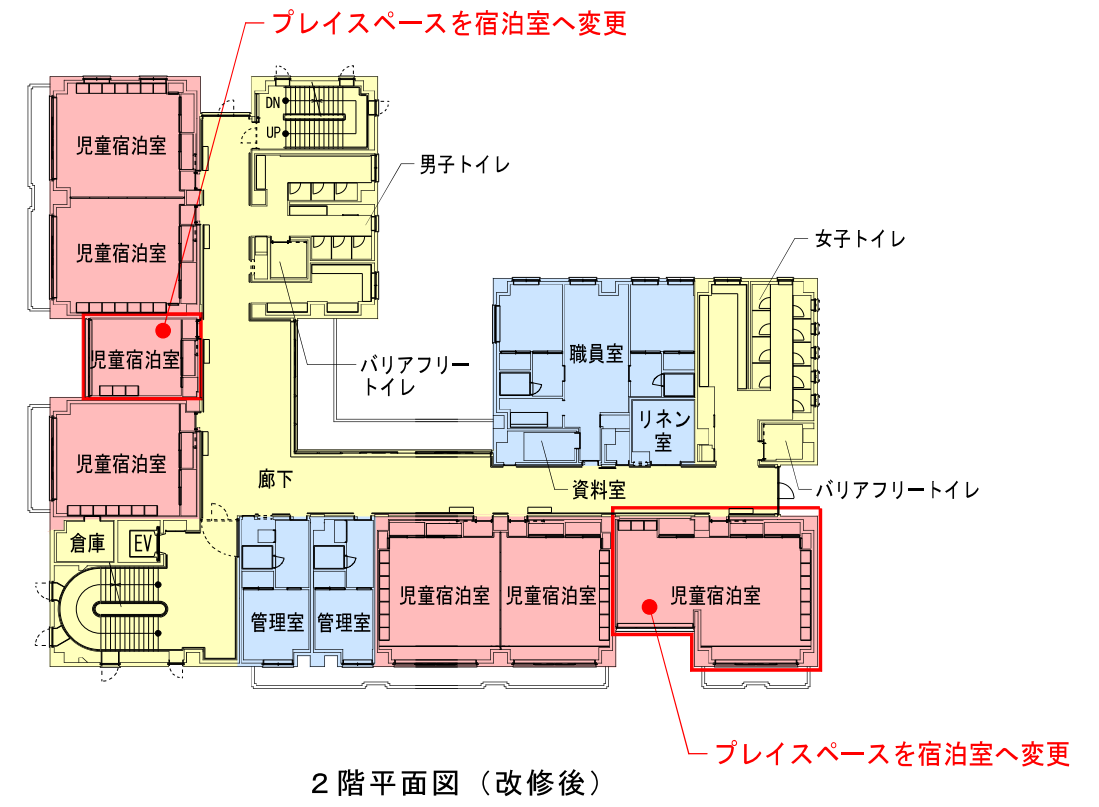 プレイスペースを宿泊室へ変更
DN
UP
児童宿泊室
男子トイレ
児童宿泊室
女子トイレ
児童宿泊室
バリアフリー
トイレ
職員室
リネン
室
児童宿泊室
廊下
資料室
バリアフリートイレ
倉庫
EV
管理室
管理室
児童宿泊室
児童宿泊室
児童宿泊室
プレイスペースを宿泊室へ変更
２階平面図（改修後）